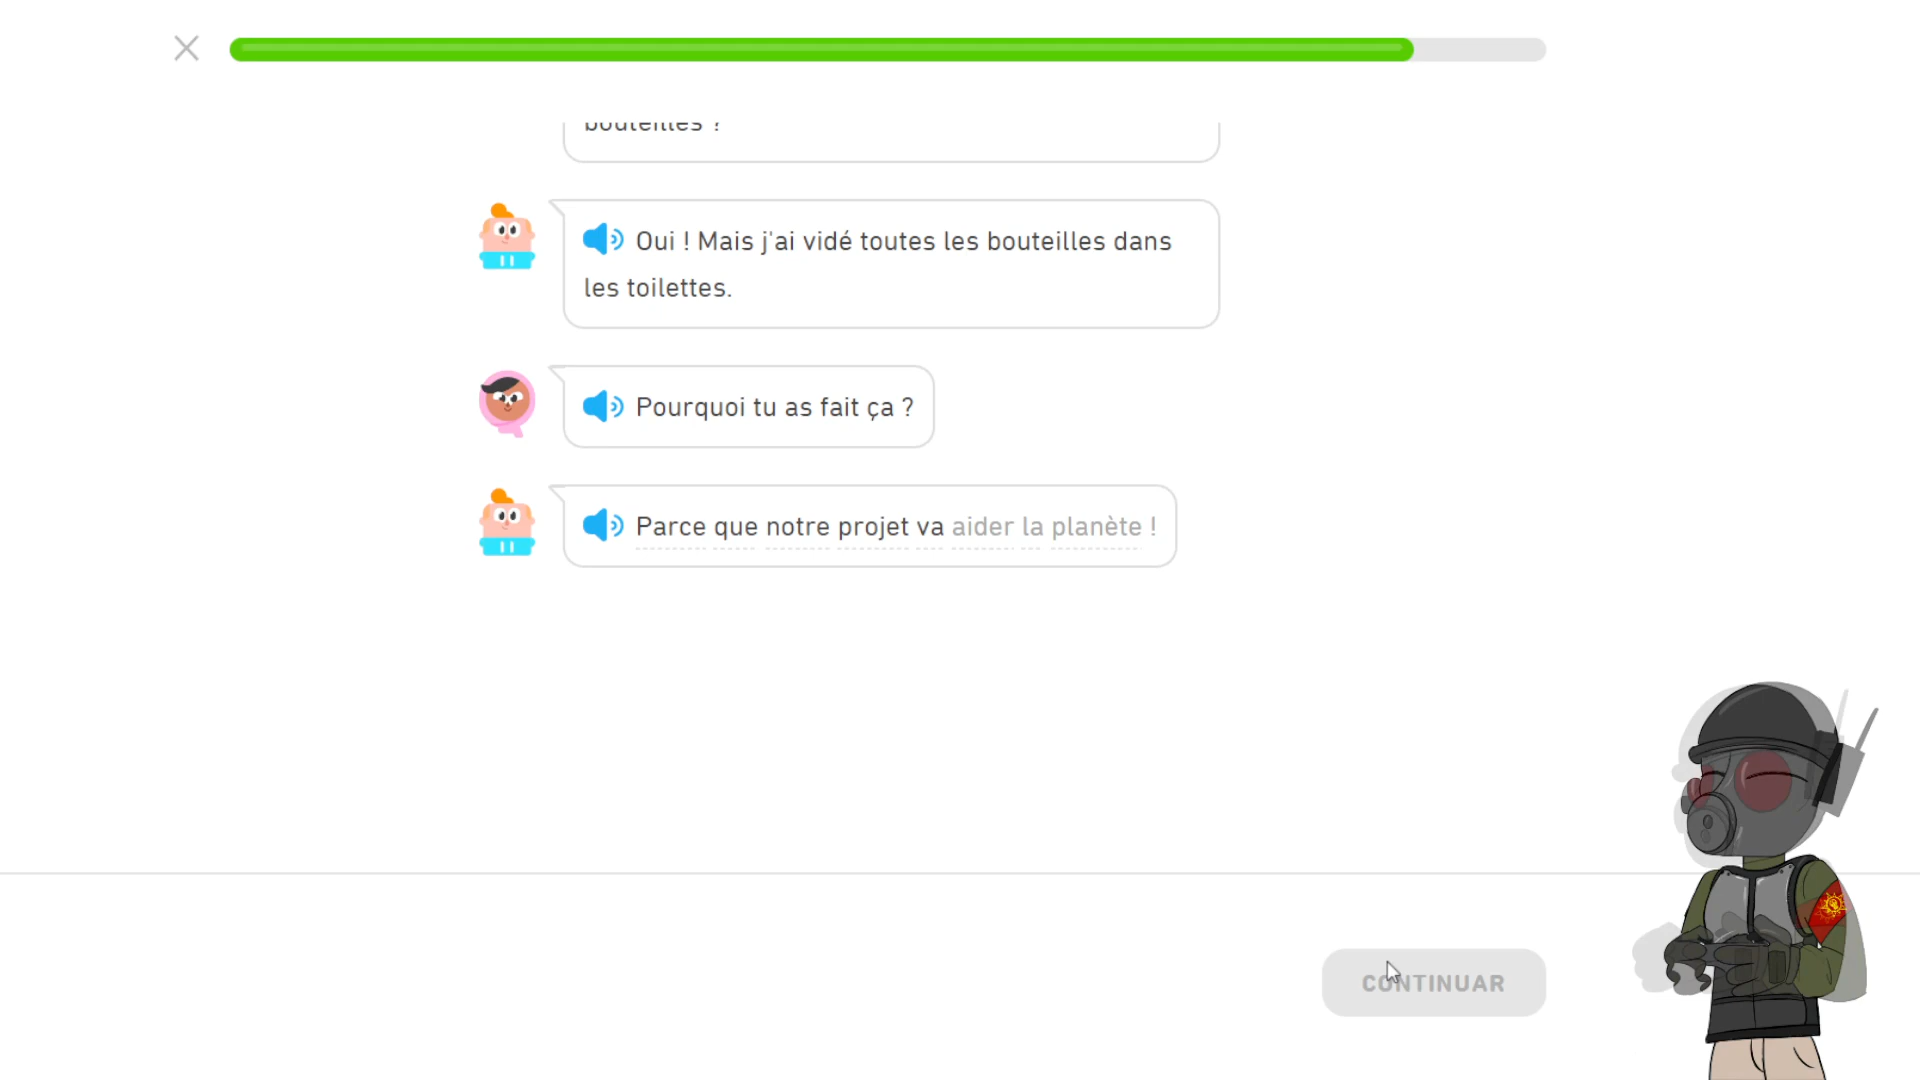 bouteilles ?
Oui ! Mais j'ai vidé toutes les bouteilles dans
les toilettes.
Pourquoi tu as fait ça ?
Parce que notre projet va aider la planète !
CONTINUAR